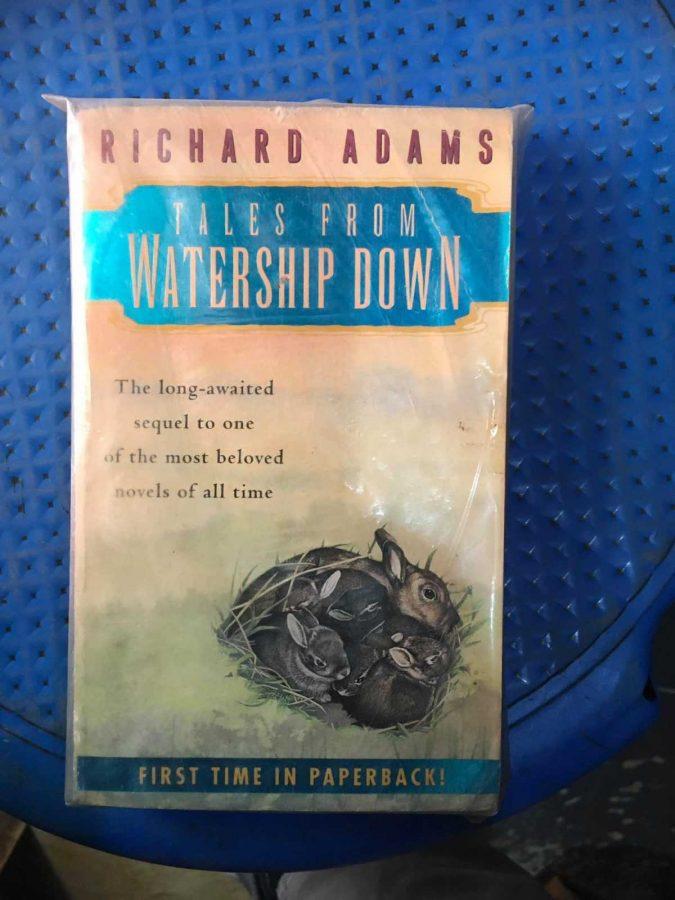 RICHARD ADAMS
TALES FROM
WATERSHIP DOWN
The long-awaited
sequel to one
of the most beloved
novels of all time
FIRST TIME IN PAPERBACK!